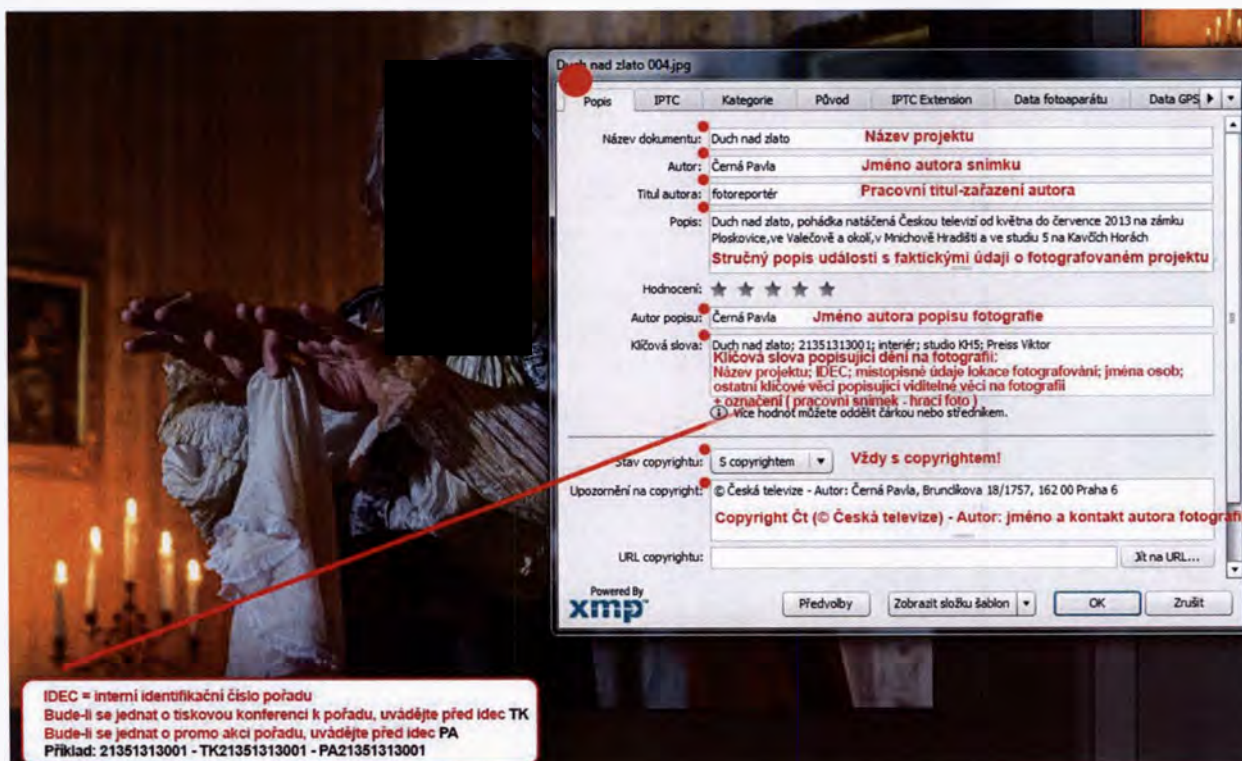 Duch nad zlato 004.jpg
Popis IPTC Kategorie Původ IPTC Extension Data fotoaparátu Data GPS
Název dokumentu: Duch nad zlato Název projektu
Autor: Černá Pavla Jméno autora snímku
Titul autora: fotoreportér Pracovní titul-zařazení autora
Popis: Duch nad zlato, pohádka natáčená Českou televizí od května do července 2013 na zámku
Ploskovice,ve Valečově a okolí,v Mnichově Hradišti a ve studiu 5 na Kavčích Horách
Stručný popis události s faktickými údaji o fotografovaném projektu
Hodnocení:
Autor popisu: Černá Pavla Jméno autora popisu fotografie
Klíčová slova: Duch nad zlato; 21351313001; interiér; studio KH5; Preiss Viktor
Klíčová slova popisující dění na fotografii:
Název projektu; IDEC; místopisné údaje lokace fotografování; jména osob;
ostatní klíčové věci popisující viditelné věci na fotografii
+ označení ( pracovní snímek - hrací foto )
Více hodnot můžete oddělit čárkou nebo středníkem.
Stav copyrightu: S copyrightem Vždy s copyrightem!
Upozornění na copyright: © Česká televize - Autor: Černá Pavla, Brunclíkova 18/1757, 162 00 Praha 6
Copyright Čt (© Česká televize) - Autor: jméno a kontakt autora fotografi
URL copyrightu: Jít na URL...
Powered By
xmp™
Předvolby Zobrazit složku šablon OK Zrušit
IDEC = interní identifikační číslo pořadu
Bude-li se jednat o tiskovou konferenci k pořadu, uvádějte před idec TK
Bude-li se jednat o promo akci pořadu, uvádějte před idec PA
Příklad: 21351313001 - TK21351313001 - PA21351313001